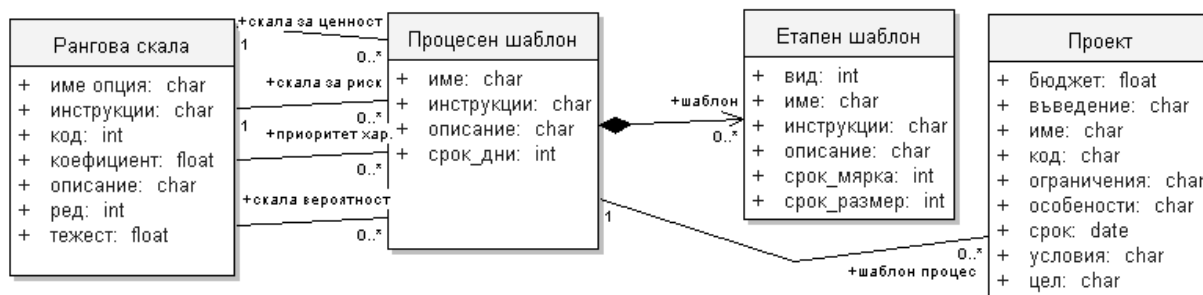 Рангова скала
+ име опция: char
+ инструкции: char
+ код: int
+ коефициент: float
+ описание: char
+ ред: int
+ тежест: float
+скала за ценност
1
0..*
+скала за риск
1
0..*
+приоритет хар.
0..*
+скала вероятност
0..*
Процесен шаблон
+ име: char
+ инструкции: char
+ описание: char
+ срок_дни: int
+шаблон
0..*
1
Етапен шаблон
+ вид: int
+ име: char
+ инструкции: char
+ описание: char
+ срок_мярка: int
+ срок_размер: int
0..*
+шаблон процес
Проект
+ бюджет: float
+ въведение: char
+ име: char
+ код: char
+ ограничения: char
+ особености: char
+ срок: date
+ условия: char
+ цел: char